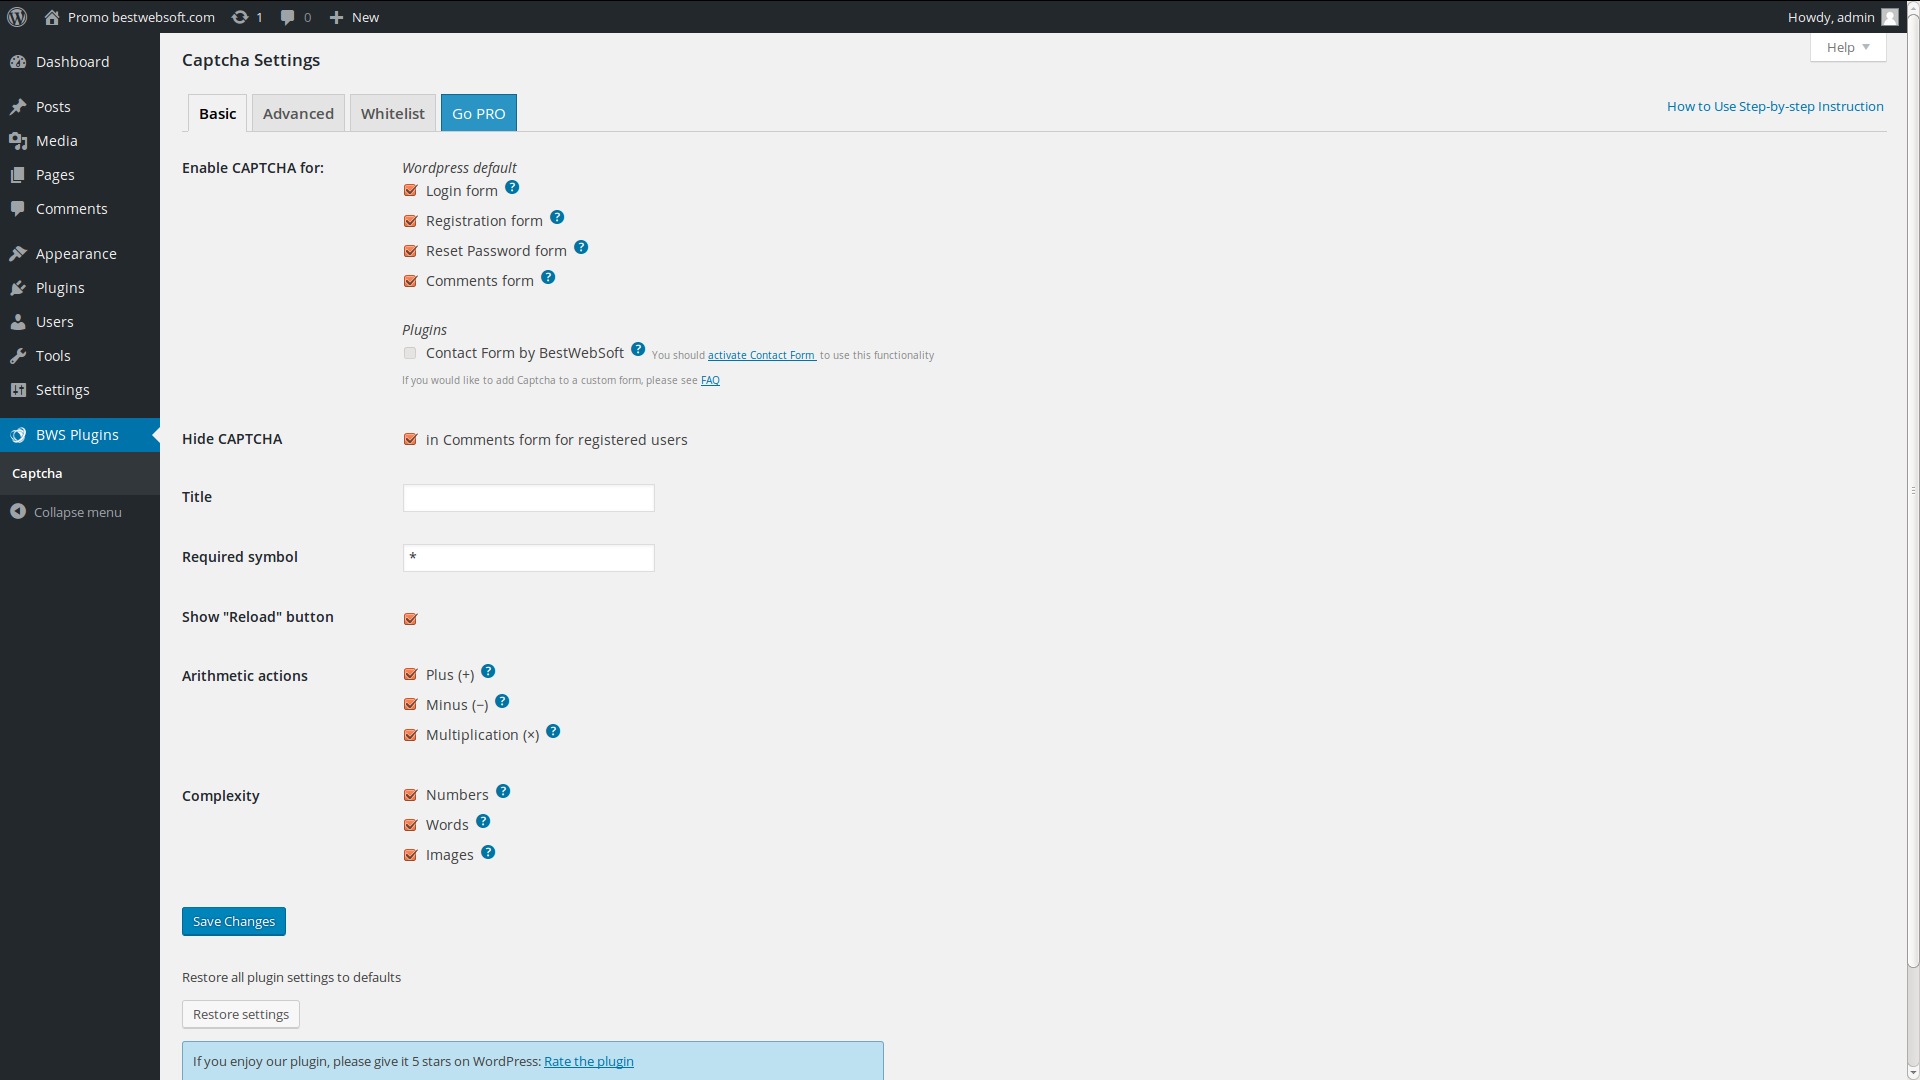 Promo bestwebsoft.com 1 0 New Howdy, admin
Help
Dashboard
Posts
Media
Pages
Comments
Appearance
Plugins
Users
Tools
Settings
BWS Plugins
Captcha
Collapse menu
Captcha Settings
Basic Advanced Whitelist Go PRO
How to Use Step-by-step Instruction
Enable CAPTCHA for:
Wordpress default
Login form ?
Registration form ?
Reset Password form ?
Comments form ?
Plugins
Contact Form by BestWebSoft ? You should activate Contact Form to use this functionality
If you would like to add Captcha to a custom form, please see FAQ
Hide CAPTCHA in Comments form for registered users
Title
Required symbol *
Show "Reload" button
Arithmetic actions Plus (+) ?
Minus (−) ?
Multiplication (×) ?
Complexity Numbers ?
Words ?
Images ?
Save Changes
Restore all plugin settings to defaults
Restore settings
If you enjoy our plugin, please give it 5 stars on WordPress: Rate the plugin